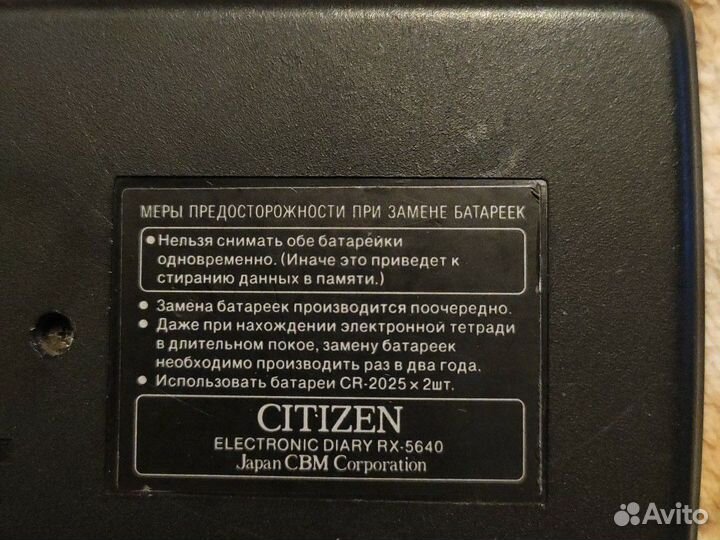 МЕРЫ ПРЕДОСТОРОЖНОСТИ ПРИ ЗАМЕНЕ БАТАРЕЕК
● Нельзя снимать обе батарейки
одновременно. (Иначе это приведет к
стиранию данных в памяти.)
● Замена батареек производится поочередно.
● Даже при нахождении электронной тетради
в длительном покое, замену батареек
необходимо производить раз в два года.
● Использовать батареи CR-2025 × 2шт.
CITIZEN
ELECTRONIC DIARY RX-5640
Japan CBM Corporation
Avito